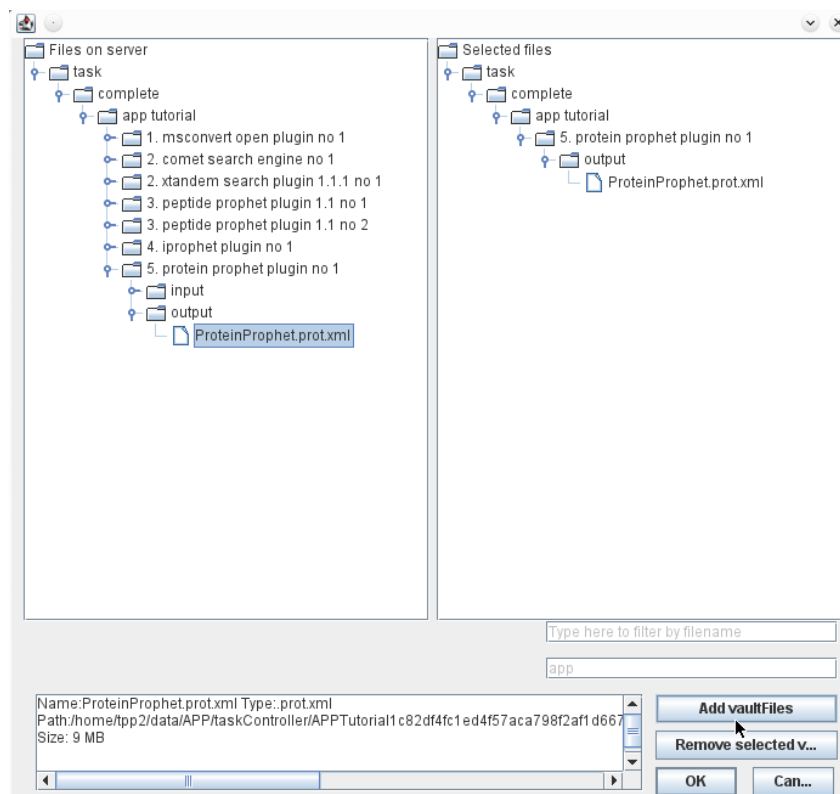 Files on server
task
complete
app tutorial
1. msconvert open plugin no 1
2. comet search engine no 1
2. xtandem search plugin 1.1.1 no 1
3. peptide prophet plugin 1.1 no 1
3. peptide prophet plugin 1.1 no 2
4. iprophet plugin no 1
5. protein prophet plugin no 1
input
output
ProteinProphet.prot.xml
Selected files
task
complete
app tutorial
5. protein prophet plugin no 1
output
ProteinProphet.prot.xml
Type here to filter by filename
app
Name:ProteinProphet.prot.xml Type:.prot.xml
Path:/home/tpp2/data/APP/taskController/APPTutorial1c82df4fc1ed4f57aca798f2af1d667
Size: 9 MB
Add vaultFiles
Remove selected v...
OK
Can...